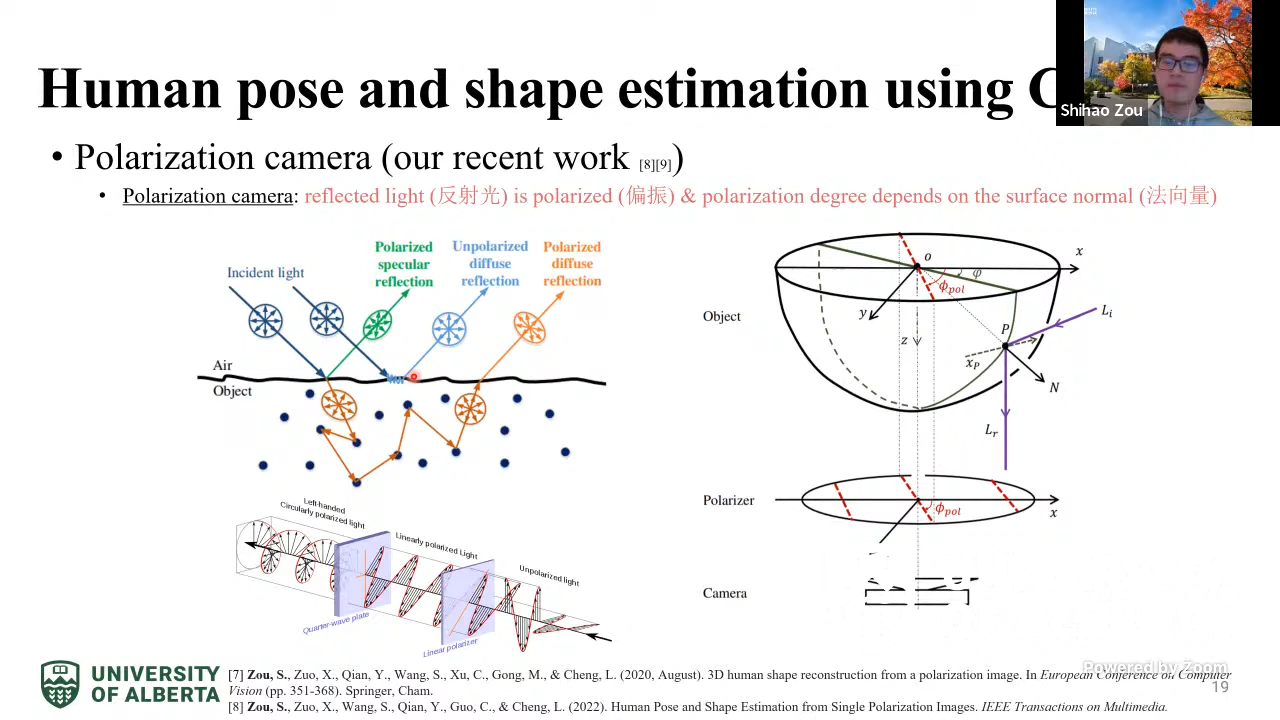 Human pose and shape estimation using C
Shihao Zou
• Polarization camera (our recent work [8][9])
• Polarization camera: reflected light (反射光) is polarized (偏振) & polarization degree depends on the surface normal (法向量)
Incident light
Polarized
specular
reflection
Unpolarized
diffuse
reflection
Polarized
diffuse
reflection
Air
Object
Left-handed
Circularly polarized light
Linearly polarized Light
Unpolarized light
Quarter-wave plate
Linear polarizer
Object
o
x
φ
ϕpol
y
z
P
Li
xP
N
Lr
Polarizer
ϕpol
x
Camera
UNIVERSITY
OF ALBERTA
[7] Zou, S., Zuo, X., Qian, Y., Wang, S., Xu, C., Gong, M., & Cheng, L. (2020, August). 3D human shape reconstruction from a polarization image. In European Conference on Computer
Vision (pp. 351-368). Springer, Cham.
[8] Zou, S., Zuo, X., Wang, S., Qian, Y., Guo, C., & Cheng, L. (2022). Human Pose and Shape Estimation from Single Polarization Images. IEEE Transactions on Multimedia.
Powered by Zoom
19